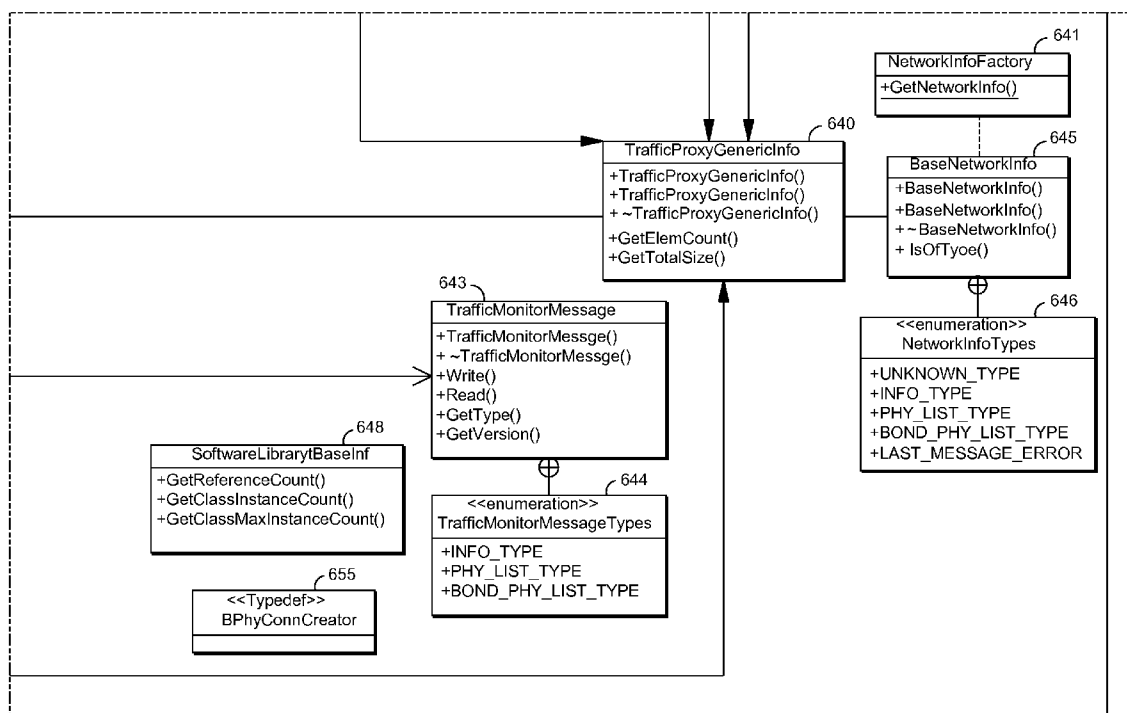 641
NetworkInfoFactory
+GetNetworkInfo()
640
TrafficProxyGenericInfo
+TrafficProxyGenericInfo()
+TrafficProxyGenericInfo()
+ ~TrafficProxyGenericInfo()
+GetElemCount()
+GetTotalSize()
645
BaseNetworkInfo
+BaseNetworkInfo()
+BaseNetworkInfo()
+~BaseNetworkInfo()
+ IsOfTyoe()
643
TrafficMonitorMessage
+TrafficMonitorMessge()
+ ~TrafficMonitorMessge()
+Write()
+Read()
+GetType()
+GetVersion()
646
<<enumeration>>
NetworkInfoTypes
+UNKNOWN_TYPE
+INFO_TYPE
+PHY_LIST_TYPE
+BOND_PHY_LIST_TYPE
+LAST_MESSAGE_ERROR
648
SoftwareLibrarytBaseInf
+GetReferenceCount()
+GetClassInstanceCount()
+GetClassMaxInstanceCount()
644
<<enumeration>>
TrafficMonitorMessageTypes
+INFO_TYPE
+PHY_LIST_TYPE
+BOND_PHY_LIST_TYPE
655
<<Typedef>>
BPhyConnCreator